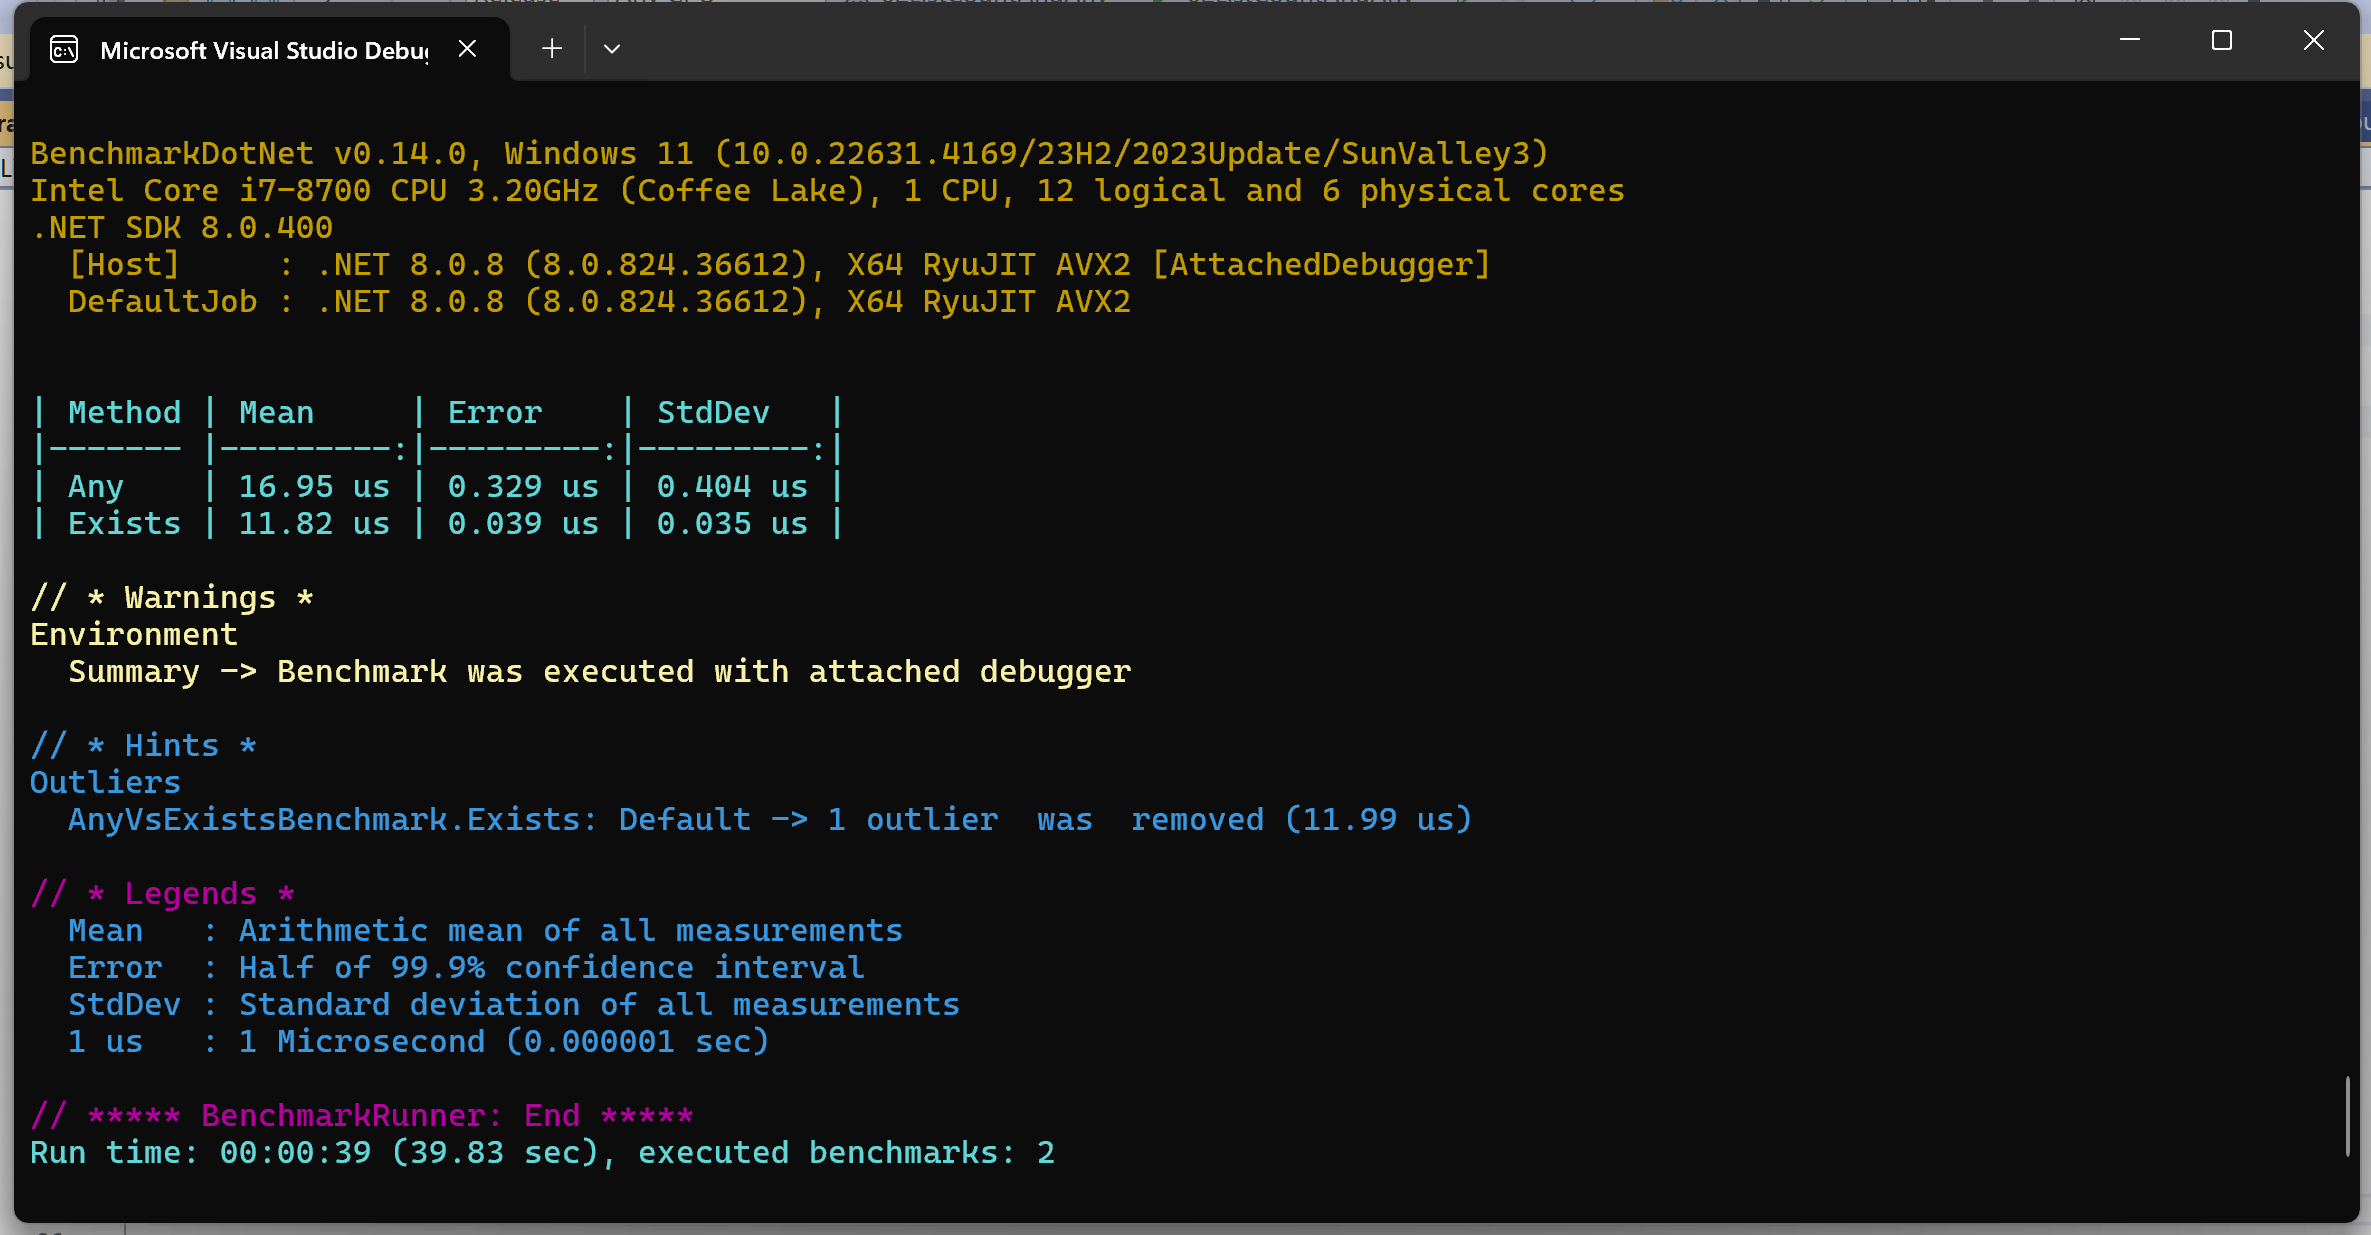 Microsoft Visual Studio Debug
BenchmarkDotNet v0.14.0, Windows 11 (10.0.22631.4169/23H2/2023Update/SunValley3)
Intel Core i7-8700 CPU 3.20GHz (Coffee Lake), 1 CPU, 12 logical and 6 physical cores
.NET SDK 8.0.400
  [Host]     : .NET 8.0.8 (8.0.824.36612), X64 RyuJIT AVX2 [AttachedDebugger]
  DefaultJob : .NET 8.0.8 (8.0.824.36612), X64 RyuJIT AVX2
| Method | Mean     | Error    | StdDev   |
|------- |---------:|---------:|---------:|
| Any    | 16.95 us | 0.329 us | 0.404 us |
| Exists | 11.82 us | 0.039 us | 0.035 us |
// * Warnings *
Environment
  Summary -> Benchmark was executed with attached debugger
// * Hints *
Outliers
  AnyVsExistsBenchmark.Exists: Default -> 1 outlier  was  removed (11.99 us)
// * Legends *
  Mean   : Arithmetic mean of all measurements
  Error  : Half of 99.9% confidence interval
  StdDev : Standard deviation of all measurements
  1 us   : 1 Microsecond (0.000001 sec)
// ***** BenchmarkRunner: End *****
Run time: 00:00:39 (39.83 sec), executed benchmarks: 2